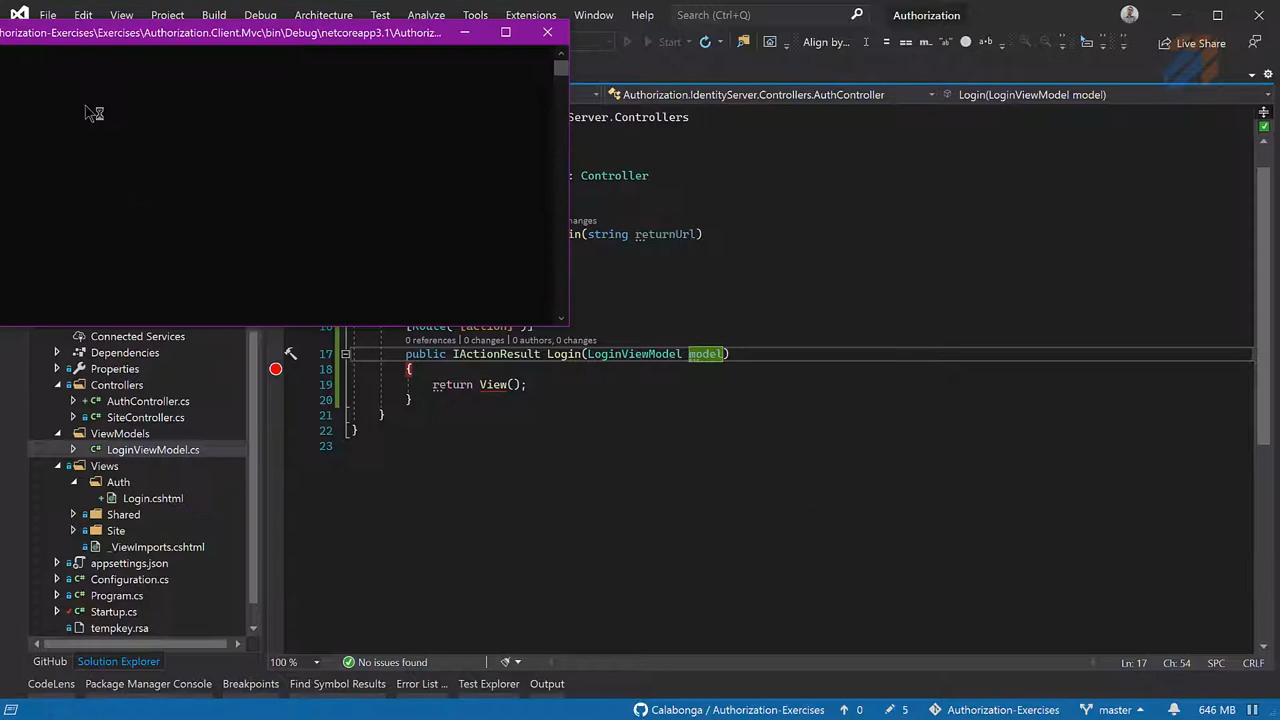 File Edit View Project Build Debug Architecture Test Analyze Tools Extensions Window Help Search (Ctrl+Q) Authorization
horization-Exercises\Exercises\Authorization.Client.Mvc\bin\Debug\netcoreapp3.1\Authoriz...
Start Align by... Live Share
Authorization.IdentityServer.Controllers.AuthController Login(LoginViewModel model)
Server.Controllers
: Controller
changes
in(string returnUrl)
16 [Route("[action]")]
0 references | 0 changes | 0 authors, 0 changes
17 public IActionResult Login(LoginViewModel model)
18 {
19 return View();
20 }
21 }
22 }
23
Connected Services
Dependencies
Properties
Controllers
AuthController.cs
SiteController.cs
ViewModels
LoginViewModel.cs
Views
Auth
Login.cshtml
Shared
Site
_ViewImports.cshtml
appsettings.json
Configuration.cs
Program.cs
Startup.cs
tempkey.rsa
GitHub Solution Explorer
100 % No issues found Ln: 17 Ch: 54 SPC CRLF
CodeLens Package Manager Console Breakpoints Find Symbol Results Error List ... Test Explorer Output
Calabonga / Authorization-Exercises 0 5 Authorization-Exercises master 646 MB